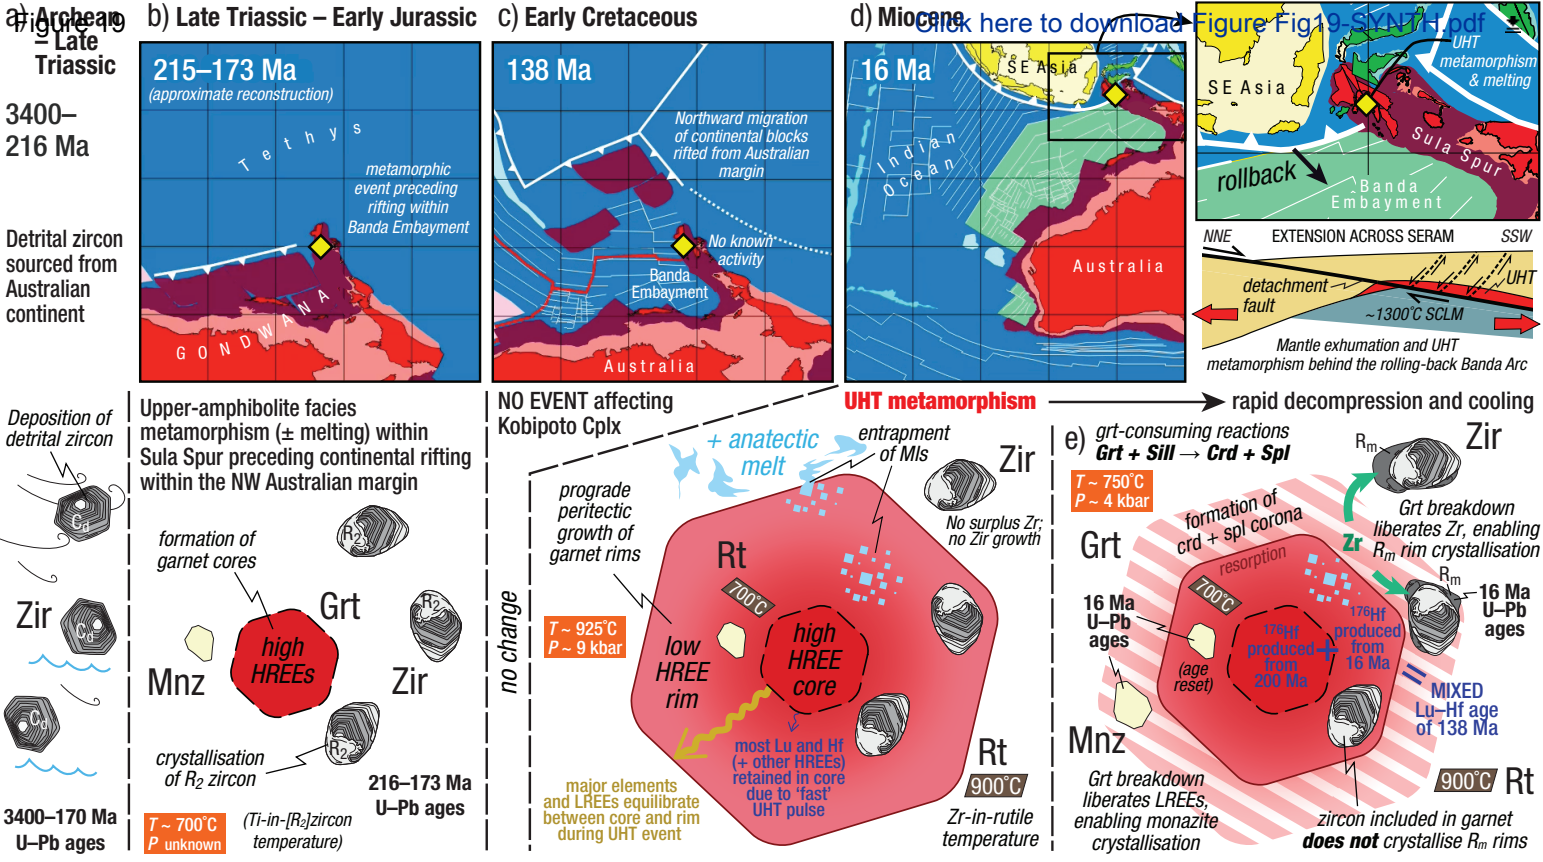 Figure 19
Click here to download Figure Fig19-SYNTH.pdf
a) Archean
– Late
Triassic
3400–
216 Ma
Detrital zircon
sourced from
Australian
continent
Deposition of
detrital zircon
Cd
Zir
Cd
Cd
3400–170 Ma
U–Pb ages
b) Late Triassic – Early Jurassic
215–173 Ma
(approximate reconstruction)
Tethys
metamorphic
event preceding
rifting within
Banda Embayment
GONDWANA
Upper-amphibolite facies
metamorphism (± melting) within
Sula Spur preceding continental rifting
within the NW Australian margin
formation of
garnet cores
R2
Grt
R2
high
HREEs
Mnz
Zir
R2
crystallisation
of R2 zircon
216–173 Ma
U–Pb ages
T ~ 700°C
P unknown
(Ti-in-[R2]zircon
temperature)
c) Early Cretaceous
138 Ma
Northward migration
of continental blocks
rifted from Australian
margin
No known
activity
Banda
Embayment
Australia
NO EVENT affecting
Kobipoto Cplx
no change
d) Miocene
16 Ma
SE Asia
Indian
Ocean
Australia
UHT
metamorphism
& melting
SE Asia
Sula Spur
rollback
Banda
Embayment
NNE
EXTENSION ACROSS SERAM
SSW
detachment
fault
UHT
~1300°C SCLM
Mantle exhumation and UHT
metamorphism behind the rolling-back Banda Arc
UHT metamorphism
rapid decompression and cooling
+ anatectic
melt
entrapment
of MIs
Zir
No surplus Zr;
no Zir growth
prograde
peritectic
growth of
garnet rims
Rt
700°C
T ~ 925°C
P ~ 9 kbar
low
HREE
rim
high
HREE
core
most Lu and Hf
(+ other HREEs)
retained in core
due to ‘fast’
UHT pulse
major elements
and LREEs equilibrate
between core and rim
during UHT event
Rt
900°C
Zr-in-rutile
temperature
e) grt-consuming reactions
Grt + Sill → Crd + Spl
T ~ 750°C
P ~ 4 kbar
Rm
Zir
formation of
crd + spl corona
Grt breakdown
liberates Zr, enabling
Rm rim crystallisation
Zr
Grt
resorption
700°C
Rm
16 Ma
U–Pb
ages
16 Ma
U–Pb
ages
176Hf
produced
from
200 Ma
+
176Hf
produced
from
16 Ma
(age
reset)
=
MIXED
Lu–Hf age
of 138 Ma
Mnz
Grt breakdown
liberates LREEs,
enabling monazite
crystallisation
900°C
Rt
zircon included in garnet
does not crystallise Rm rims